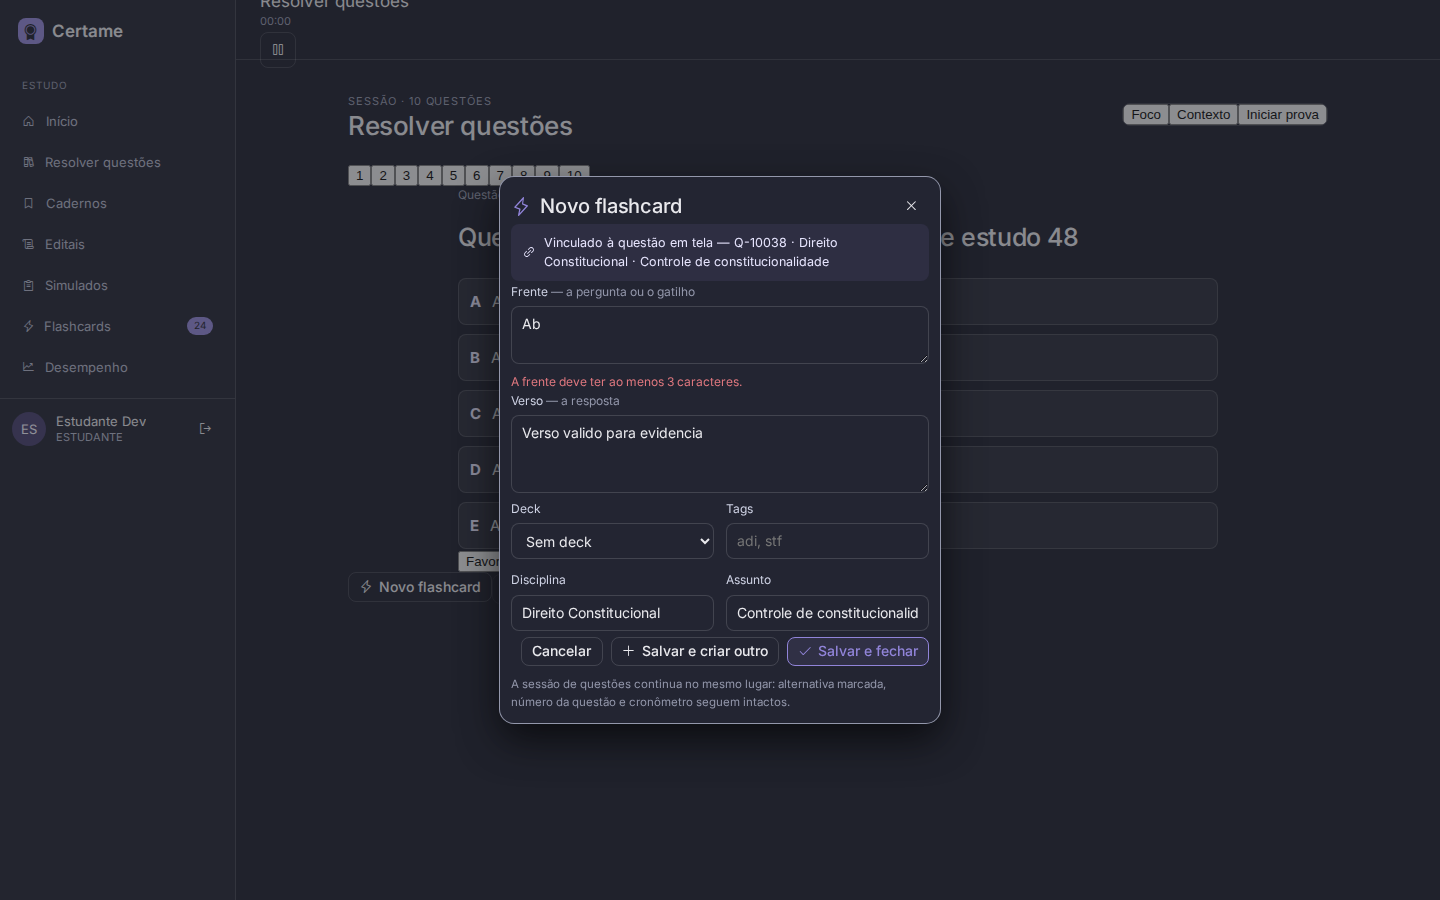 Certame
ESTUDO
Início
Resolver questões
Cadernos
Editais
Simulados
Flashcards
24
Desempenho
ES
Estudante Dev
ESTUDANTE
Resolver questões
00:00
SESSÃO · 10 QUESTÕES
Resolver questões
Foco
Contexto
Iniciar prova
1 2 3 4 5 6 7 8 9 10
Questã
Que
e estudo 48
A A
B A
C A
D A
E A
Favor
Novo flashcard
Novo flashcard
Vinculado à questão em tela — Q-10038 · Direito
Constitucional · Controle de constitucionalidade
Frente — a pergunta ou o gatilho
Ab
A frente deve ter ao menos 3 caracteres.
Verso — a resposta
Verso valido para evidencia
Deck
Tags
Sem deck
adi, stf
Disciplina
Assunto
Direito Constitucional
Controle de constitucionalid
Cancelar
Salvar e criar outro
Salvar e fechar
A sessão de questões continua no mesmo lugar: alternativa marcada,
número da questão e cronômetro seguem intactos.